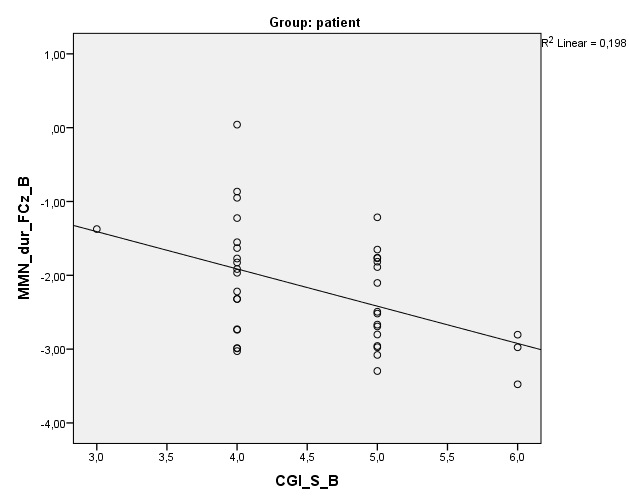 Group: patient
R2 Linear = 0,198
1,00
,00
-1,00
-2,00
-3,00
-4,00
MMN_dur_FCz_B
3,0 3,5 4,0 4,5 5,0 5,5 6,0
CGI_S_B